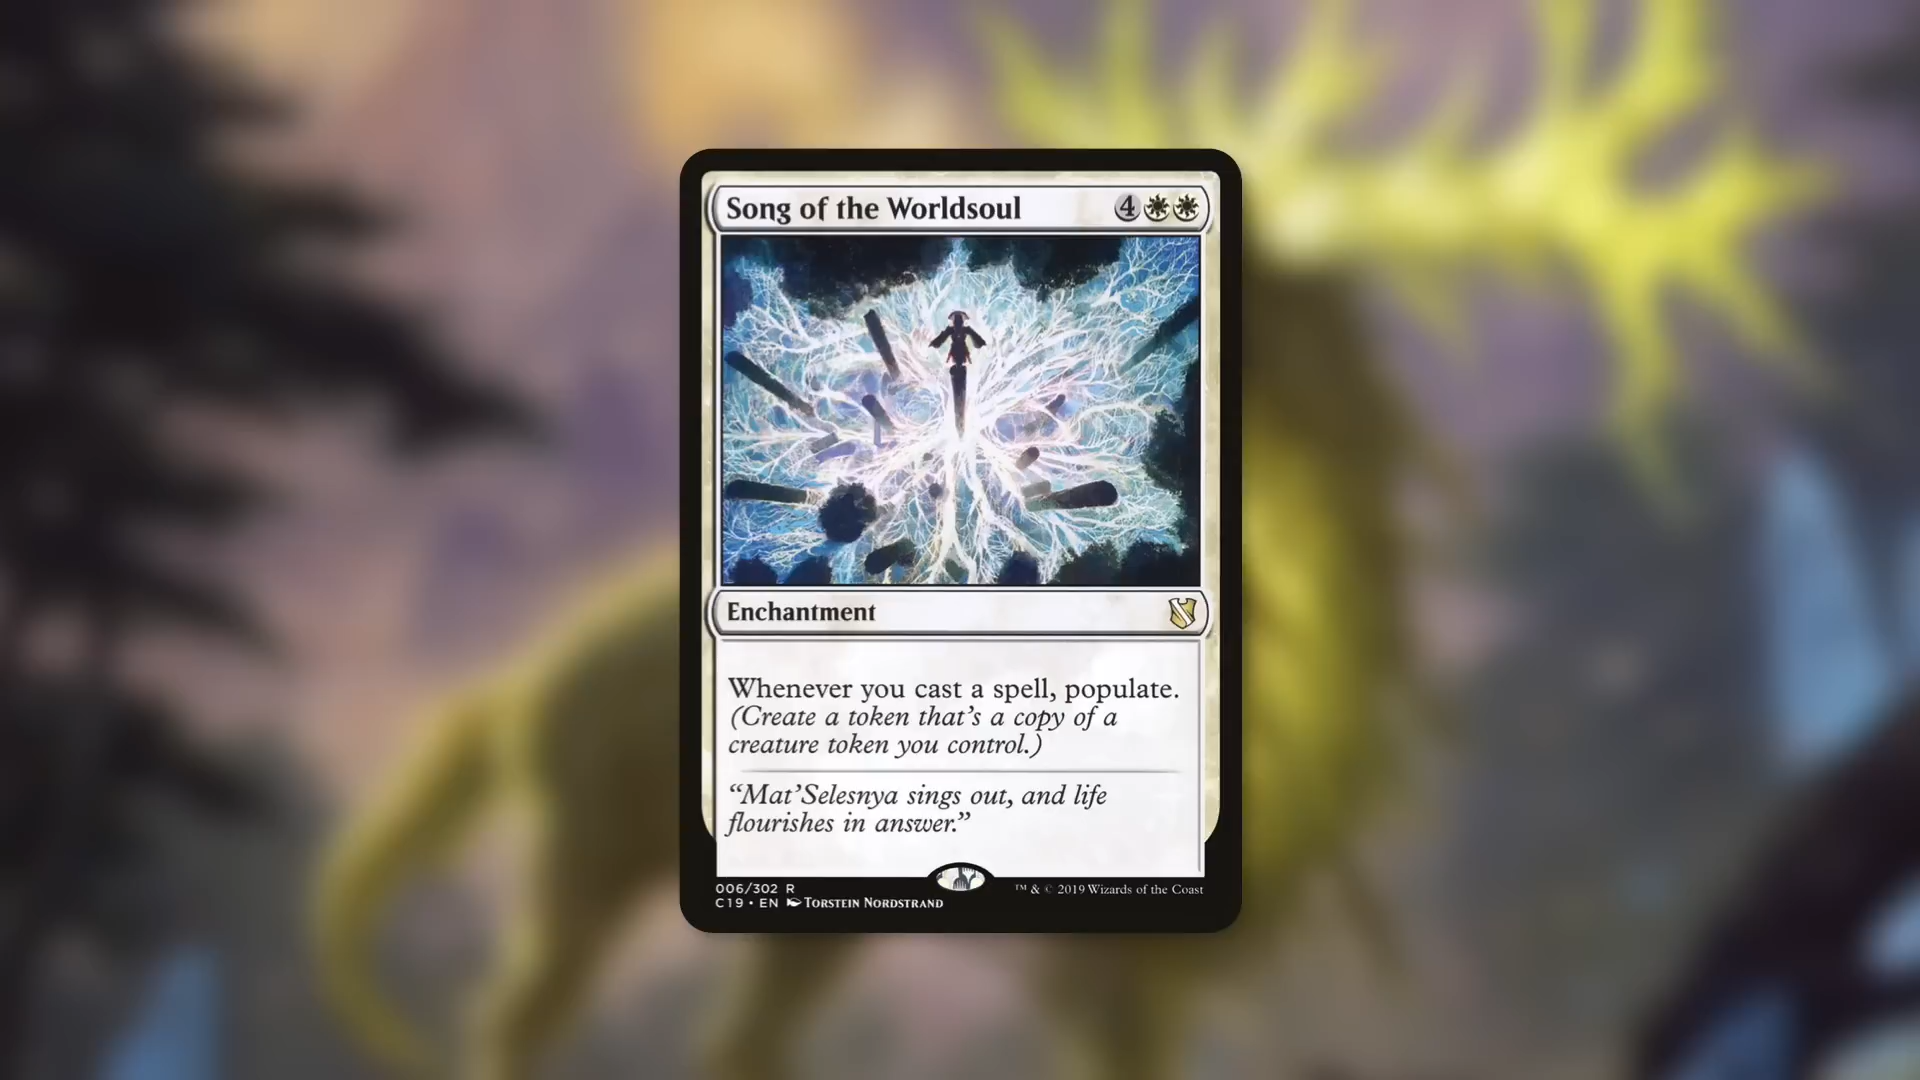 Song of the Worldsoul 4
Enchantment
Whenever you cast a spell, populate.
(Create a token that's a copy of a
creature token you control.)
“Mat'Selesnya sings out, and life
flourishes in answer.”
006/302 R
C19 • EN Torstein Nordstrand
™ & © 2019 Wizards of the Coast